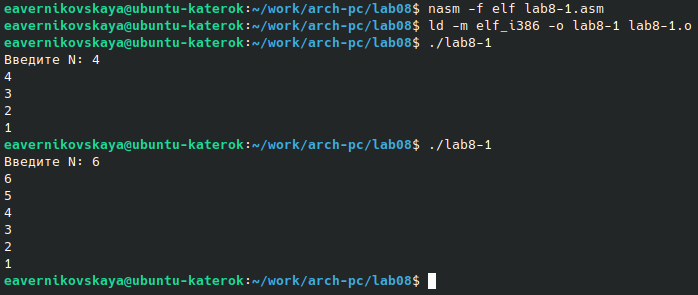 eavernikovskaya@ubuntu-katerok:~/work/arch-pc/lab08$ nasm -f elf lab8-1.asm
eavernikovskaya@ubuntu-katerok:~/work/arch-pc/lab08$ ld -m elf_i386 -o lab8-1 lab8-1.o
eavernikovskaya@ubuntu-katerok:~/work/arch-pc/lab08$ ./lab8-1
Введите N: 4
4
3
2
1
eavernikovskaya@ubuntu-katerok:~/work/arch-pc/lab08$ ./lab8-1
Введите N: 6
6
5
4
3
2
1
eavernikovskaya@ubuntu-katerok:~/work/arch-pc/lab08$